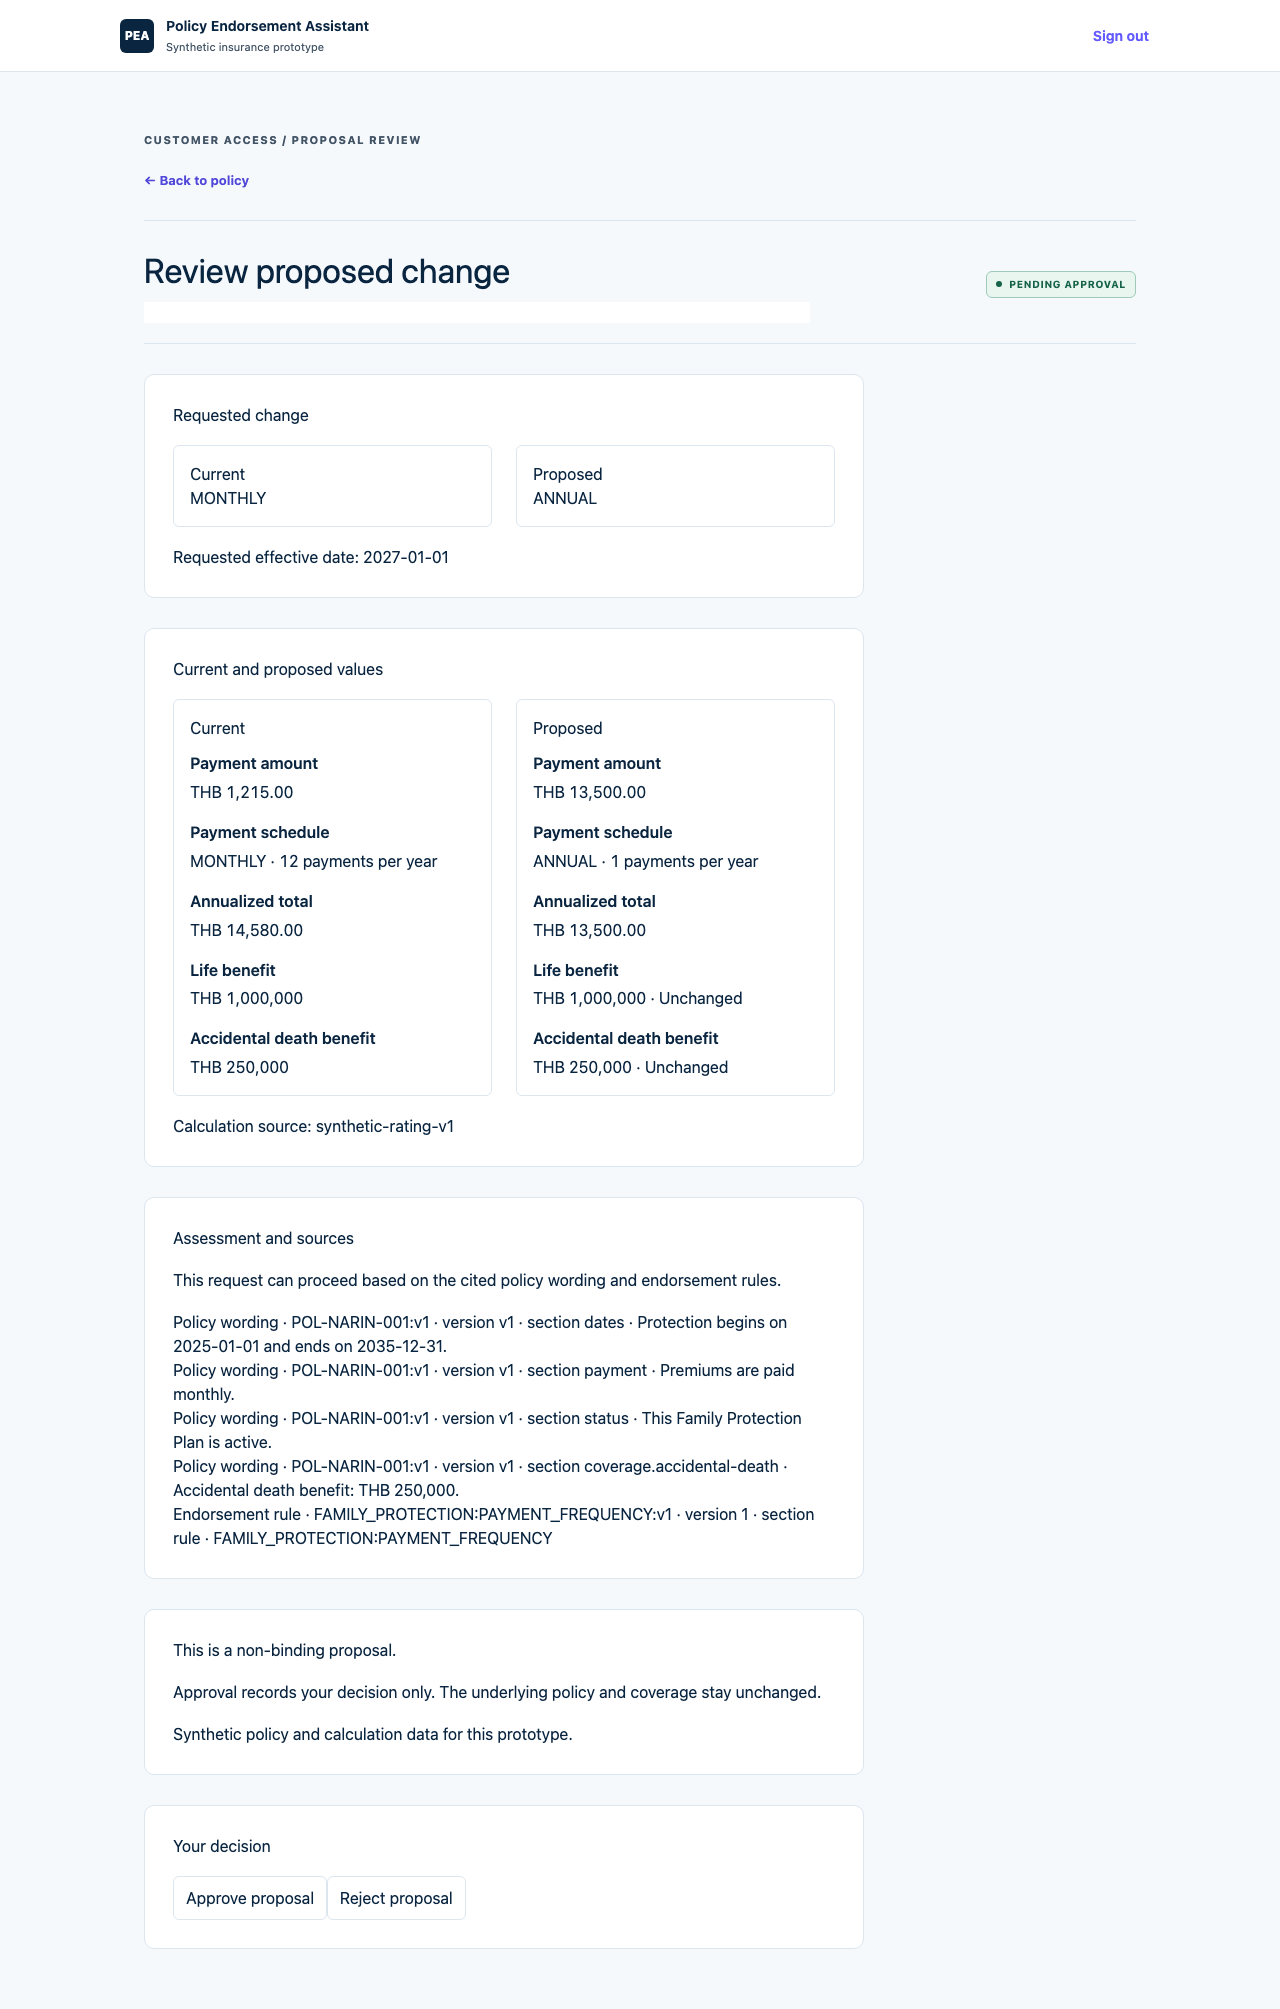 PEA
Policy Endorsement Assistant
Synthetic insurance prototype
Sign out
CUSTOMER ACCESS / PROPOSAL REVIEW
← Back to policy
Review proposed change
PENDING APPROVAL
Requested change
Current
MONTHLY
Proposed
ANNUAL
Requested effective date: 2027-01-01
Current and proposed values
Current
Payment amount
THB 1,215.00
Payment schedule
MONTHLY · 12 payments per year
Annualized total
THB 14,580.00
Life benefit
THB 1,000,000
Accidental death benefit
THB 250,000
Proposed
Payment amount
THB 13,500.00
Payment schedule
ANNUAL · 1 payments per year
Annualized total
THB 13,500.00
Life benefit
THB 1,000,000 · Unchanged
Accidental death benefit
THB 250,000 · Unchanged
Calculation source: synthetic-rating-v1
Assessment and sources
This request can proceed based on the cited policy wording and endorsement rules.
Policy wording · POL-NARIN-001:v1 · version v1 · section dates · Protection begins on
2025-01-01 and ends on 2035-12-31.
Policy wording · POL-NARIN-001:v1 · version v1 · section payment · Premiums are paid
monthly.
Policy wording · POL-NARIN-001:v1 · version v1 · section status · This Family Protection
Plan is active.
Policy wording · POL-NARIN-001:v1 · version v1 · section coverage.accidental-death ·
Accidental death benefit: THB 250,000.
Endorsement rule · FAMILY_PROTECTION:PAYMENT_FREQUENCY:v1 · version 1 · section
rule · FAMILY_PROTECTION:PAYMENT_FREQUENCY
This is a non-binding proposal.
Approval records your decision only. The underlying policy and coverage stay unchanged.
Synthetic policy and calculation data for this prototype.
Your decision
Approve proposal
Reject proposal